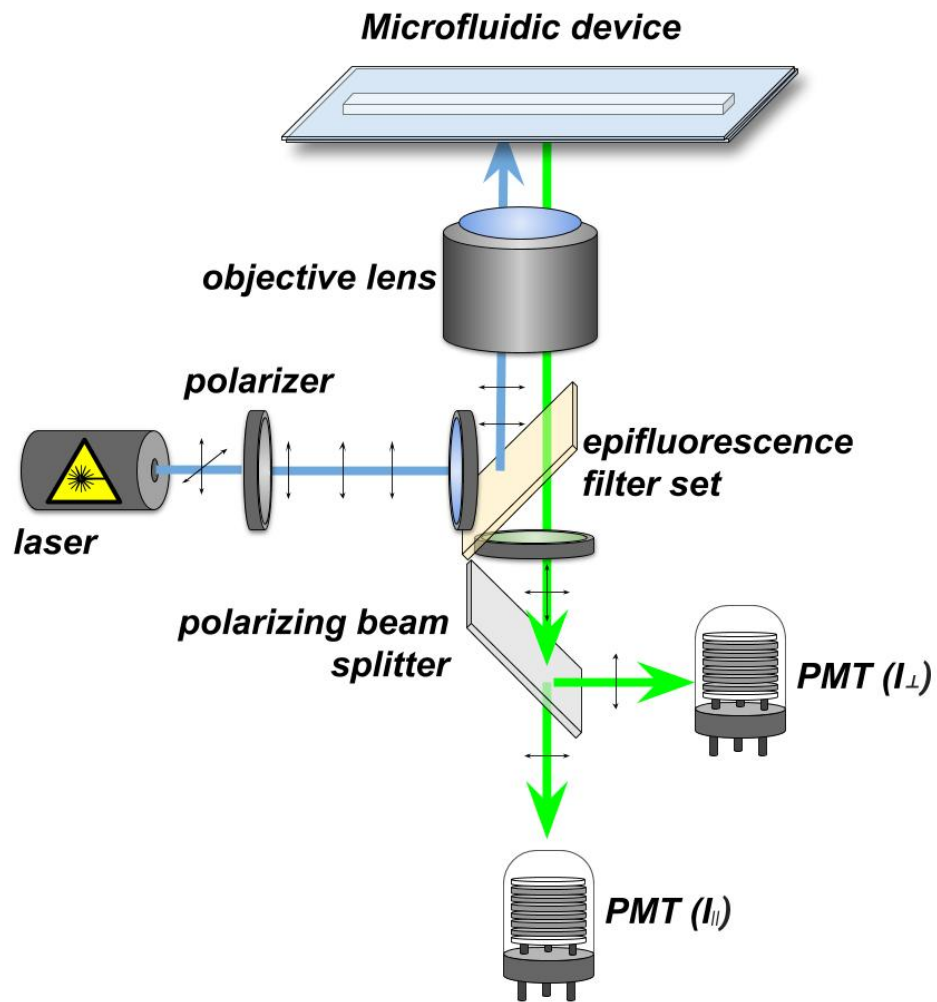 Microfluidic device
objective lens
polarizer
epifluorescence
filter set
laser
polarizing beam
splitter
PMT (I⊥)
PMT (I||)